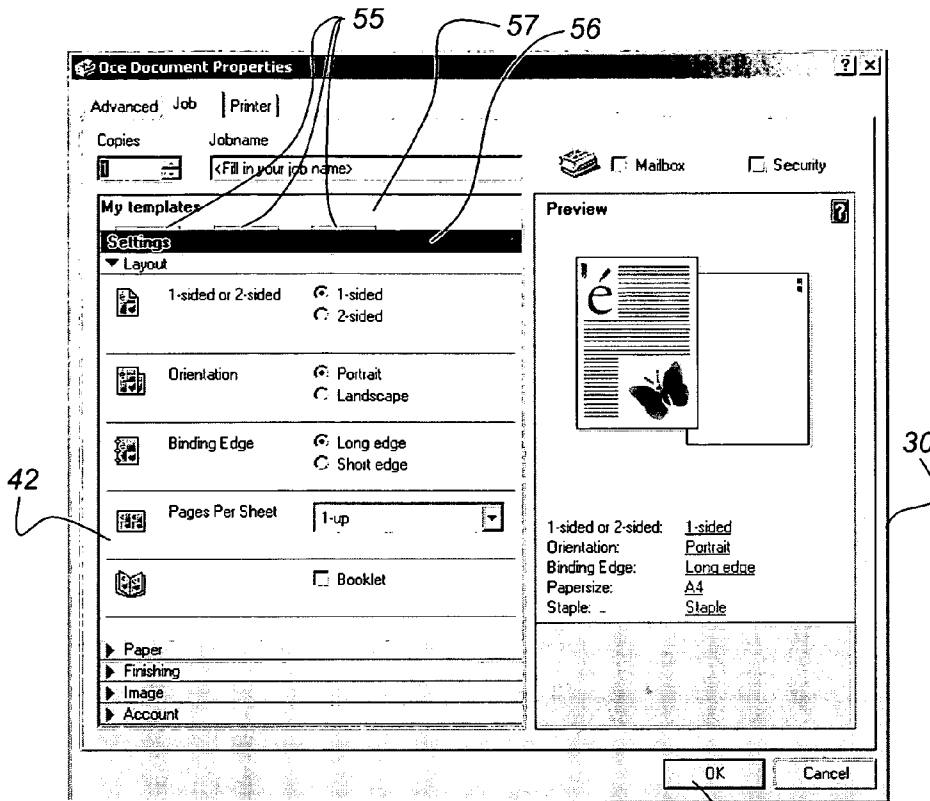 55 57 56
Oce Document Properties
Advanced Job Printer
Copies Jobname
1 <Fill in your job name> Mailbox Security
My templates
Settings
Layout
1-sided or 2-sided 1-sided
2-sided
Orientation Portrait
Landscape
Binding Edge Long edge
Short edge
Pages Per Sheet 1-up
Booklet
Paper
Finishing
Image
Account
Preview
é
1-sided or 2-sided: 1-sided
Orientation: Portrait
Binding Edge: Long edge
Papersize: A4
Staple: Staple
42
30
OK Cancel